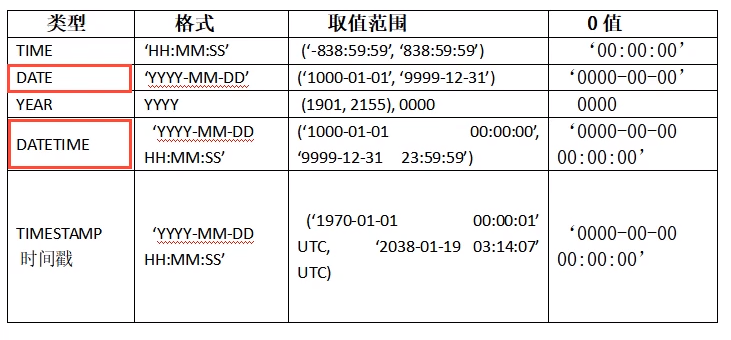 类型 格式 取值范围 0 值
TIME ‘HH:MM:SS’ (‘-838:59:59’, ‘838:59:59’) ‘00:00:00’
DATE ‘YYYY-MM-DD’ (‘1000-01-01’, ‘9999-12-31’) ‘0000-00-00’
YEAR YYYY (1901, 2155), 0000 0000
DATETIME ‘YYYY-MM-DD HH:MM:SS’ (‘1000-01-01 00:00:00’, ‘9999-12-31 23:59:59’) ‘0000-00-00 00:00:00’
TIMESTAMP 时间戳 ‘YYYY-MM-DD HH:MM:SS’ (‘1970-01-01 00:00:01’ UTC, ‘2038-01-19 03:14:07’ UTC) ‘0000-00-00 00:00:00’